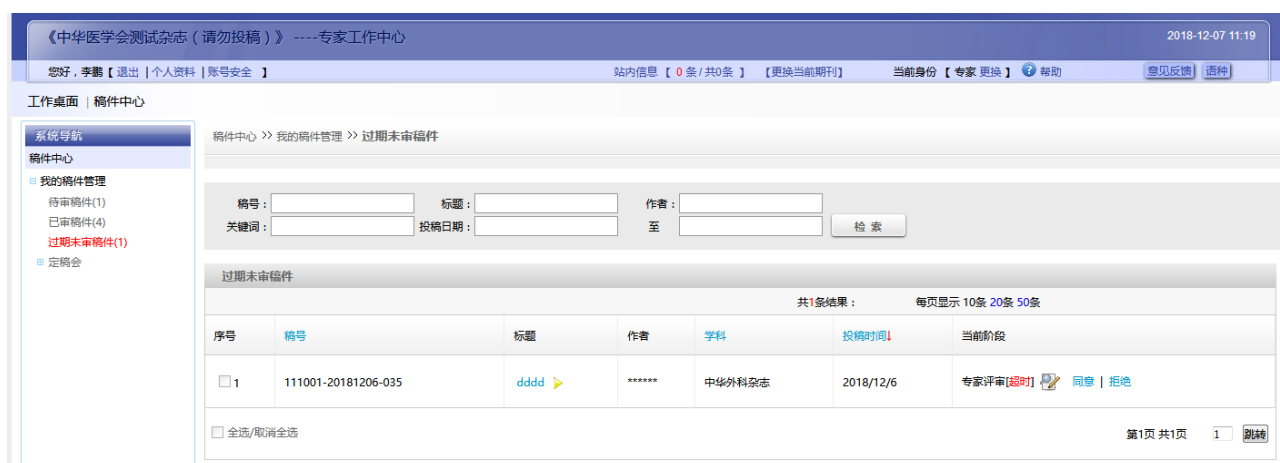 《中华医学会测试杂志(请勿投稿)》 ----专家工作中心
2018-12-07 11:19
您好，李鹏【 退出 | 个人资料 | 账号安全 】
站内信息 【 0 条 / 共0条 】 【更换当前期刊】 当前身份 【 专家 更换 】 帮助 意见反馈 语种
工作桌面 | 稿件中心
系统导航
稿件中心
我的稿件管理
待审稿件(1)
已审稿件(4)
过期未审稿件(1)
定稿会
稿件中心 >> 我的稿件管理 >> 过期未审稿件
稿号： 标题： 作者：
关键词： 投稿日期： 至 检 索
过期未审稿件
共1条结果： 每页显示 10条 20条 50条
序号 稿号 标题 作者 学科 投稿时间 当前阶段
1 111001-20181206-035 dddd ****** 中华外科杂志 2018/12/6 专家评审[超时] 同意 | 拒绝
全选/取消全选
第1页 共1页 1 跳转